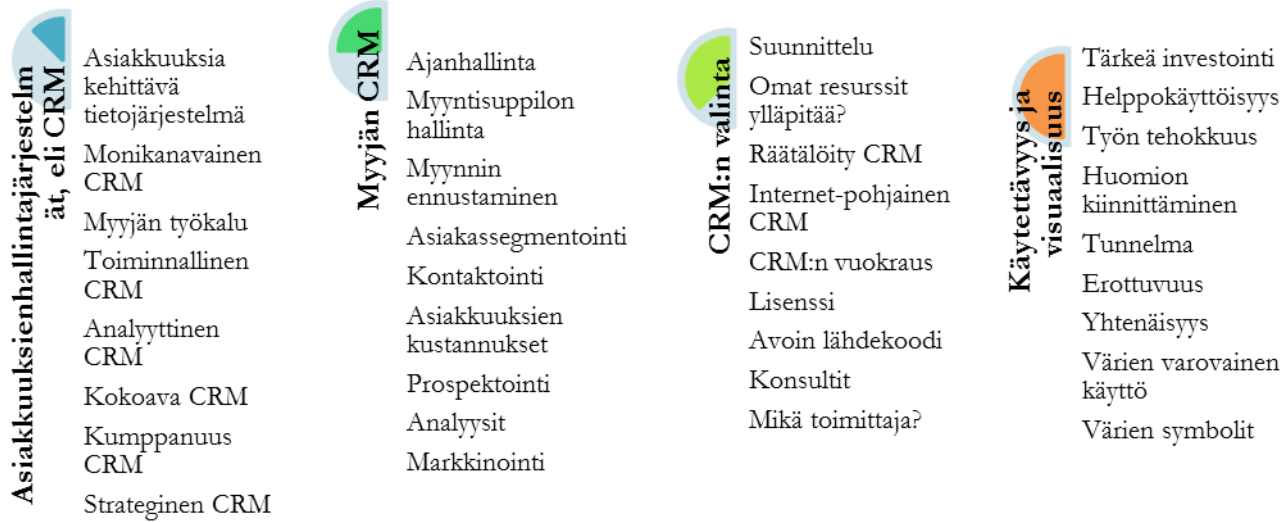 Asiakkuuksienhallintajärjestelm
ät, eli CRM
Asiakkuuksia
kehittävä
tietojärjestelmä
Monikanavainen
CRM
Myyjän työkalu
Toiminnallinen
CRM
Analyyttinen
CRM
Kokoava CRM
Kumppanuus
CRM
Strateginen CRM
Myyjän CRM
Ajanhallinta
Myyntisuppilon
hallinta
Myynnin
ennustaminen
Asiakassegmentointi
Kontaktointi
Asiakkuuksien
kustannukset
Prospektointi
Analyysit
Markkinointi
CRM:n valinta
Suunnittelu
Omat resurssit
ylläpitää?
Räätälöity CRM
Internet-pohjainen
CRM
CRM:n vuokraus
Lisenssi
Avoin lähdekoodi
Konsultit
Mikä toimittaja?
Käytettävyys ja
visuaalisuus
Tärkeä investointi
Helppokäyttöisyys
Työn tehokkuus
Huomion
kiinnittäminen
Tunnelma
Erottuvuus
Yhtenäisyys
Värien varovainen
käyttö
Värien symbolit